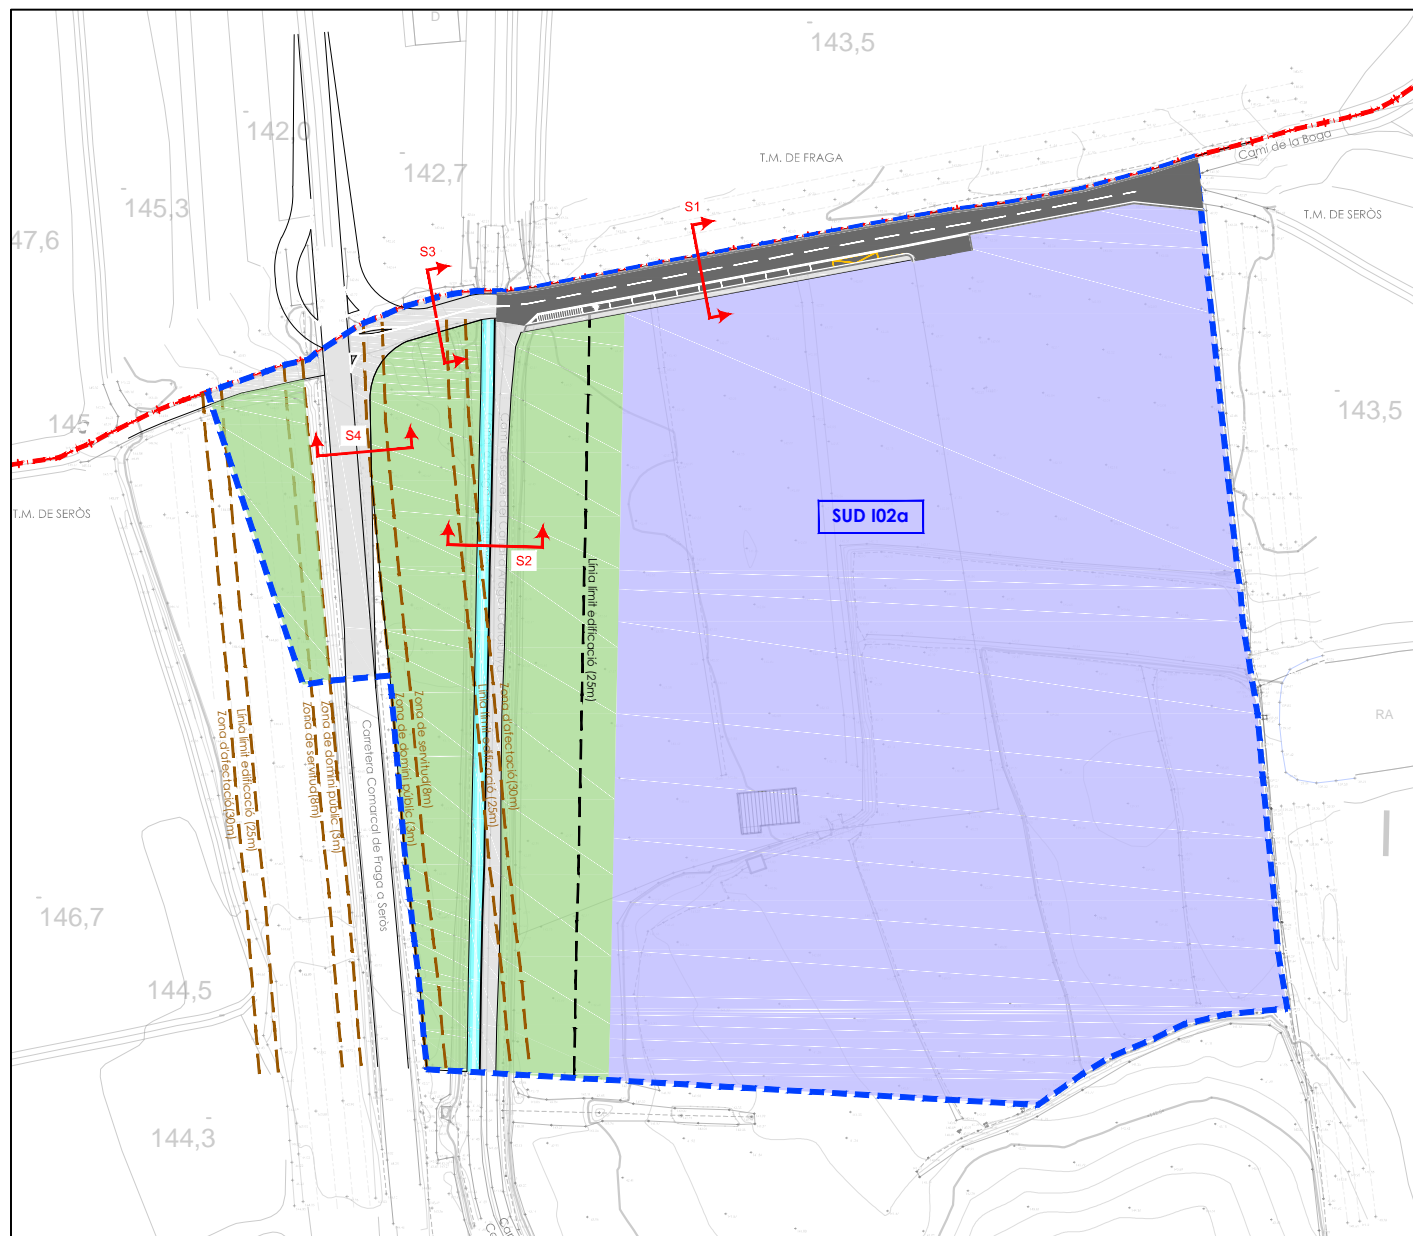 D
143,5
142,0
Camí de la Baga
T.M. DE FRAGA
142,7
145,3
S1
T.M. DE SERÒS
47,6
S3
143,5
145
S4
SUD I02a
T.M. DE SERÒS
S2
Línia límit edificació (25m)
Zona d'afectació(30m)
Línia límit edificació (25m)
Zona de servitud(8m)
Zona de domini públic (3m)
Carretera Comarcal de Fraga a Seròs
Zona de domini públic (3m)
Zona de servitud(8m)
Línia límit edificació (25m)
Zona d'afectació(30m)
RA
146,7
144,5
144,3